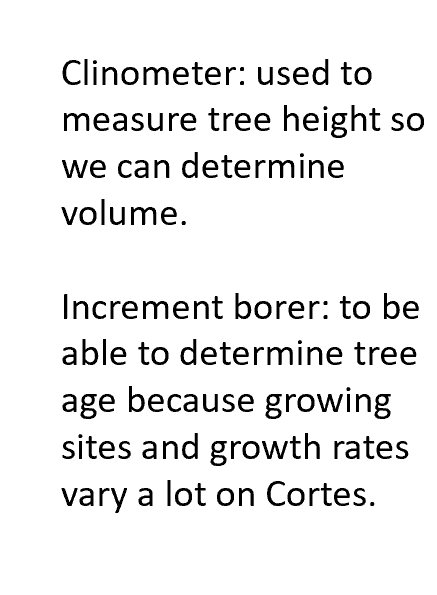 Clinometer: used to
measure tree height so
we can determine
volume.
Increment borer: to be
able to determine tree
age because growing
sites and growth rates
vary a lot on Cortes.